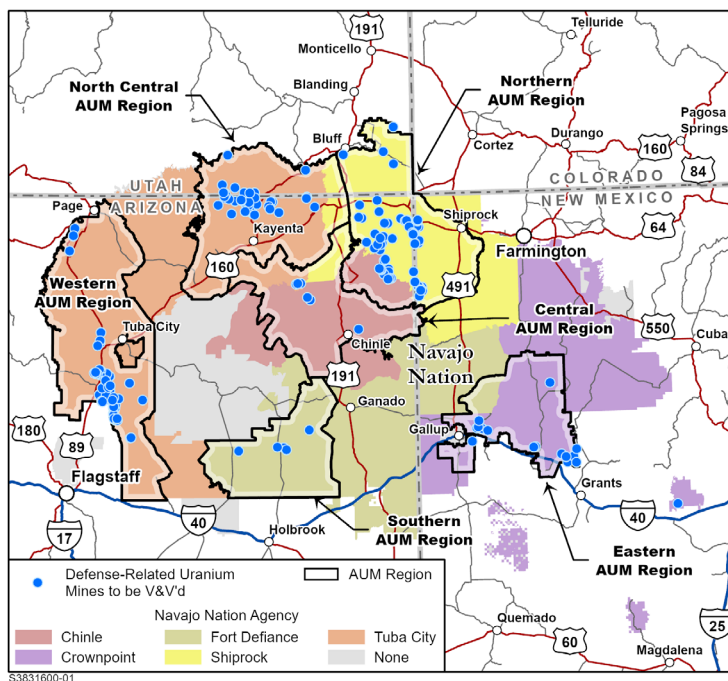 191
Telluride
Monticello
North Central
AUM Region
Blanding
Northern
AUM Region
Pagosa
Springs
Bluff
Cortez
Durango
160
84
UTAH
ARIZONA
COLORADO
NEW MEXICO
Page
Shiprock
64
Kayenta
Farmington
160
Western
AUM Region
491
Central
AUM Region
Tuba City
550
Cuba
Chinle
Navajo
Nation
191
Ganado
180
89
Gallup
Flagstaff
Grants
40
40
17
Holbrook
Southern
AUM Region
Eastern
AUM Region
Defense-Related Uranium
Mines to be V&V'd
AUM Region
Navajo Nation Agency
Chinle
Fort Defiance
Tuba City
Crownpoint
Shiprock
None
Quemado
60
25
Magdalena
S3831600-01